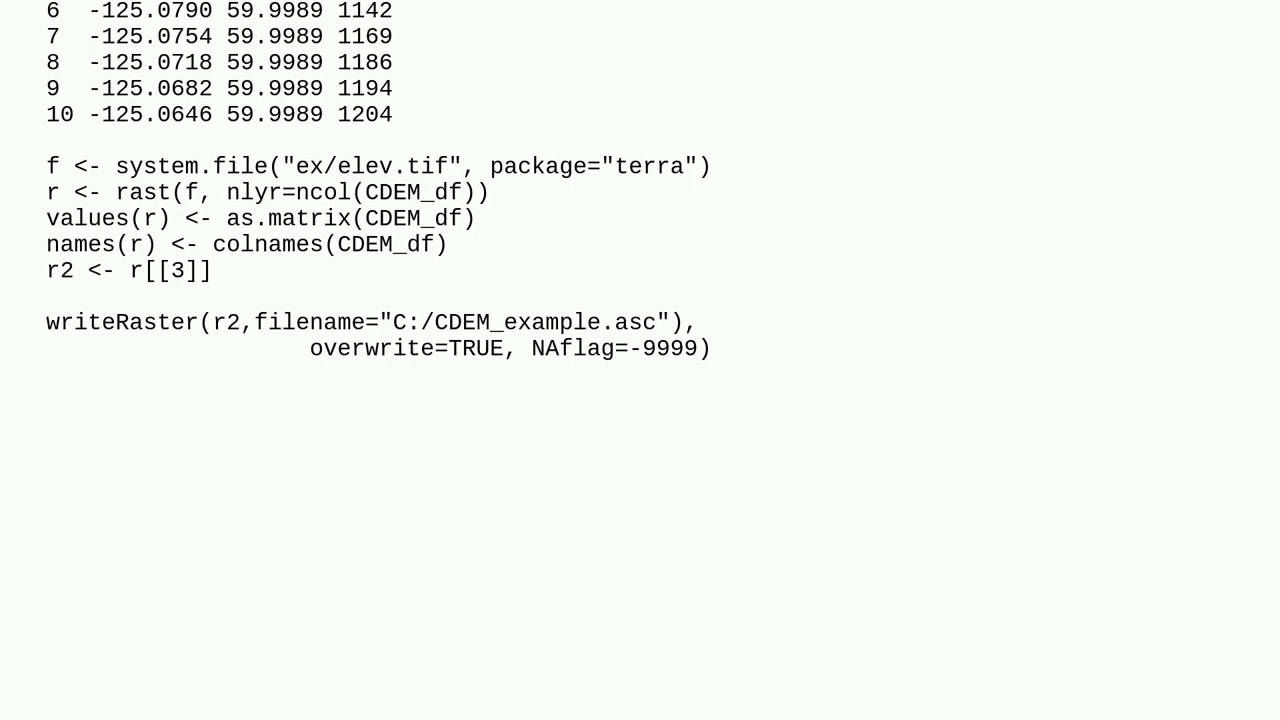 6  -125.0790 59.9989 1142
7  -125.0754 59.9989 1169
8  -125.0718 59.9989 1186
9  -125.0682 59.9989 1194
10 -125.0646 59.9989 1204
f <- system.file("ex/elev.tif", package="terra")
r <- rast(f, nlyr=ncol(CDEM_df))
values(r) <- as.matrix(CDEM_df)
names(r) <- colnames(CDEM_df)
r2 <- r[[3]]
writeRaster(r2,filename="C:/CDEM_example.asc"),
                   overwrite=TRUE, NAflag=-9999)